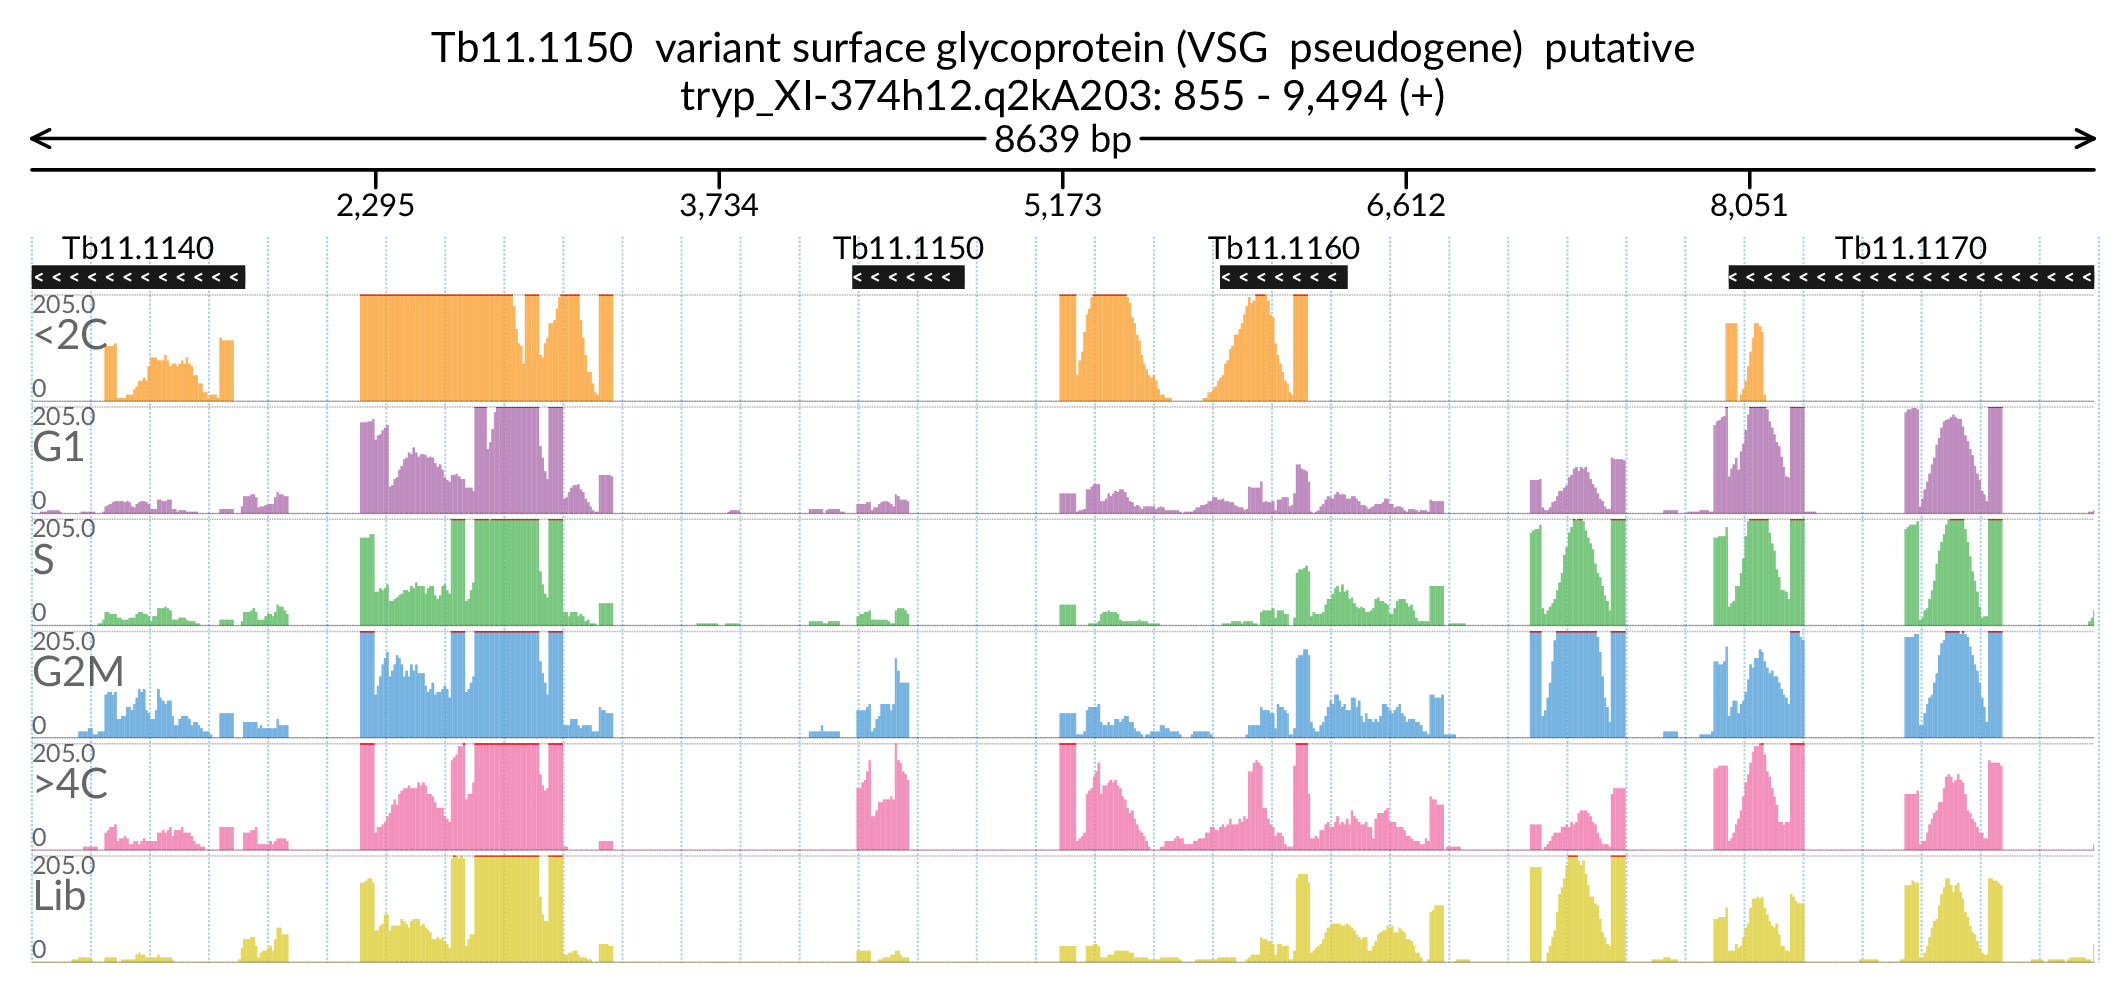 Tb11.1150  variant surface glycoprotein (VSG  pseudogene)  putative
tryp_XI-374h12.q2kA203: 855 - 9,494 (+)
8639 bp
2,295 3,734 5,173 6,612 8,051
Tb11.1140 Tb11.1150 Tb11.1160 Tb11.1170
205.0
<2C
0
205.0
G1
0
205.0
S
0
205.0
G2M
0
205.0
>4C
0
205.0
Lib
0